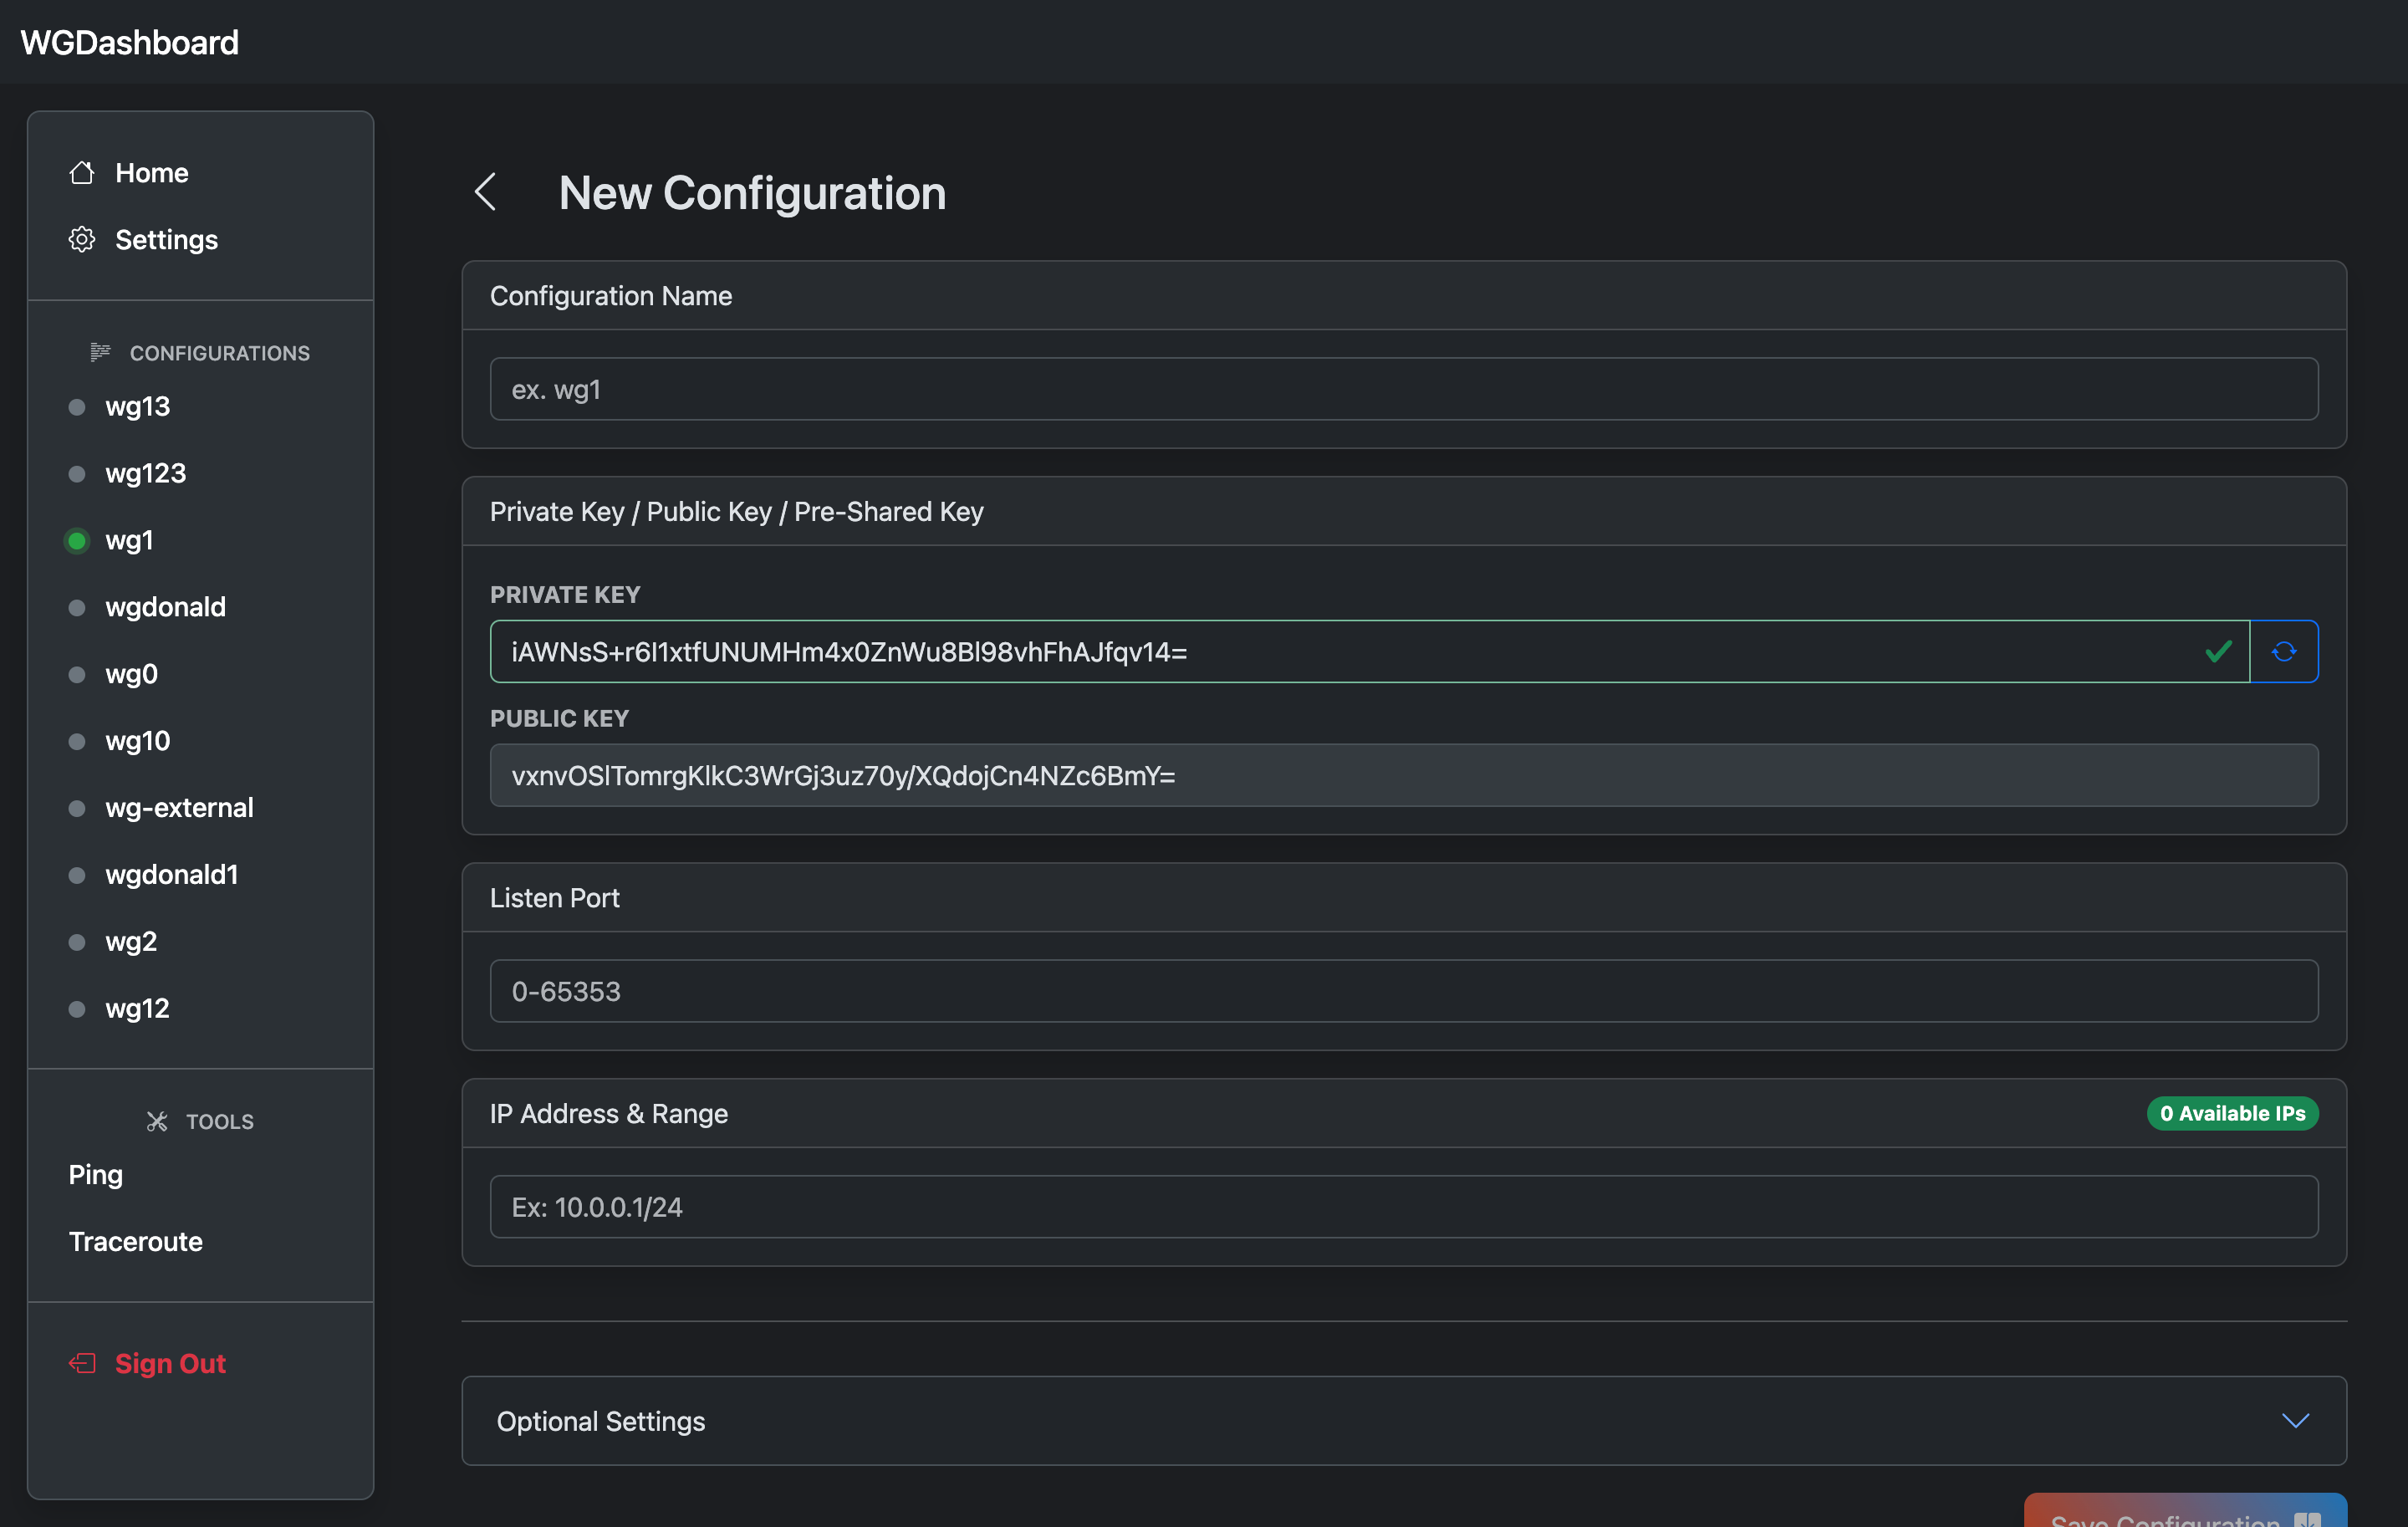 WGDashboard
Home
Settings
CONFIGURATIONS
wg13
wg123
wg1
wgdonald
wg0
wg10
wg-external
wgdonald1
wg2
wg12
TOOLS
Ping
Traceroute
Sign Out
New Configuration
Configuration Name
ex. wg1
Private Key / Public Key / Pre-Shared Key
PRIVATE KEY
iAWNsS+r6I1xtfUNUMHm4x0ZnWu8Bl98vhFhAJfqv14=
PUBLIC KEY
vxnvOSlTomrgKlkC3WrGj3uz70y/XQdojCn4NZc6BmY=
Listen Port
0-65353
IP Address & Range
0 Available IPs
Ex: 10.0.0.1/24
Optional Settings
Save Configuration